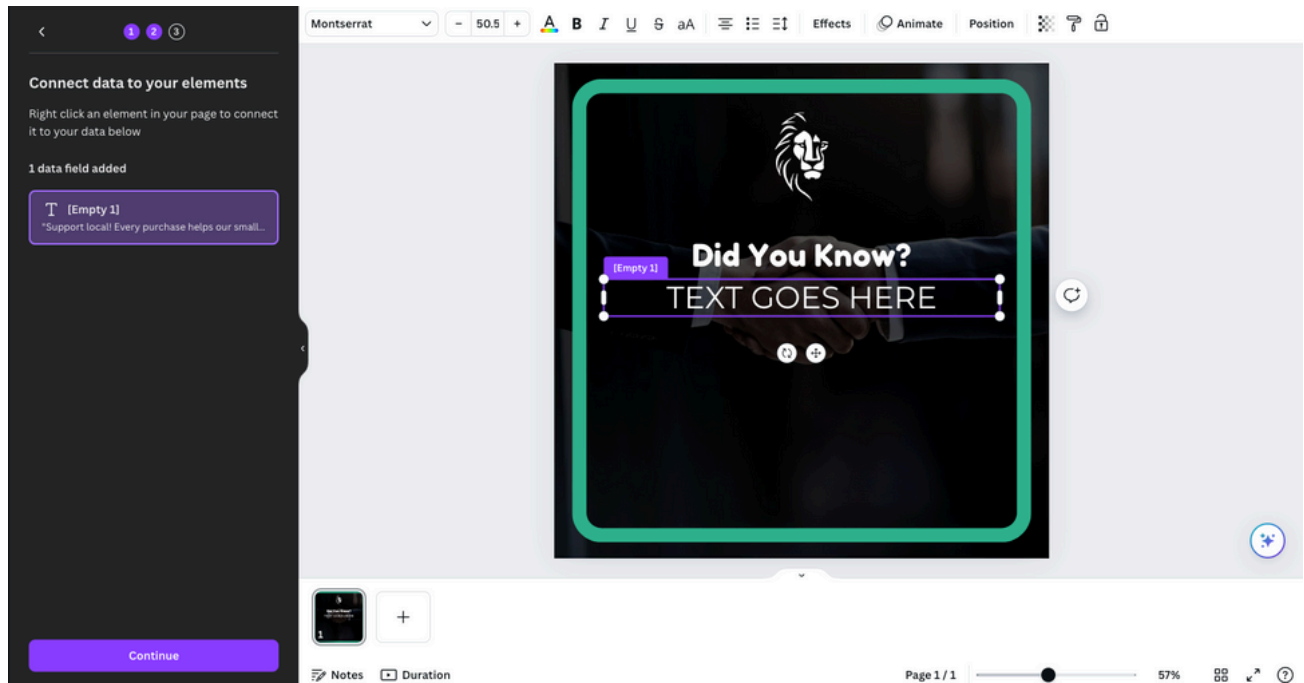 1 2 3
Connect data to your elements
Right click an element in your page to connect
it to your data below
1 data field added
T [Empty 1]
"Support local! Every purchase helps our small...
Continue
Montserrat - 50.5 + A B I U S aA Effects Animate Position
Did You Know?
[Empty 1]
TEXT GOES HERE
1
+
Notes Duration Page 1 / 1 57% ?